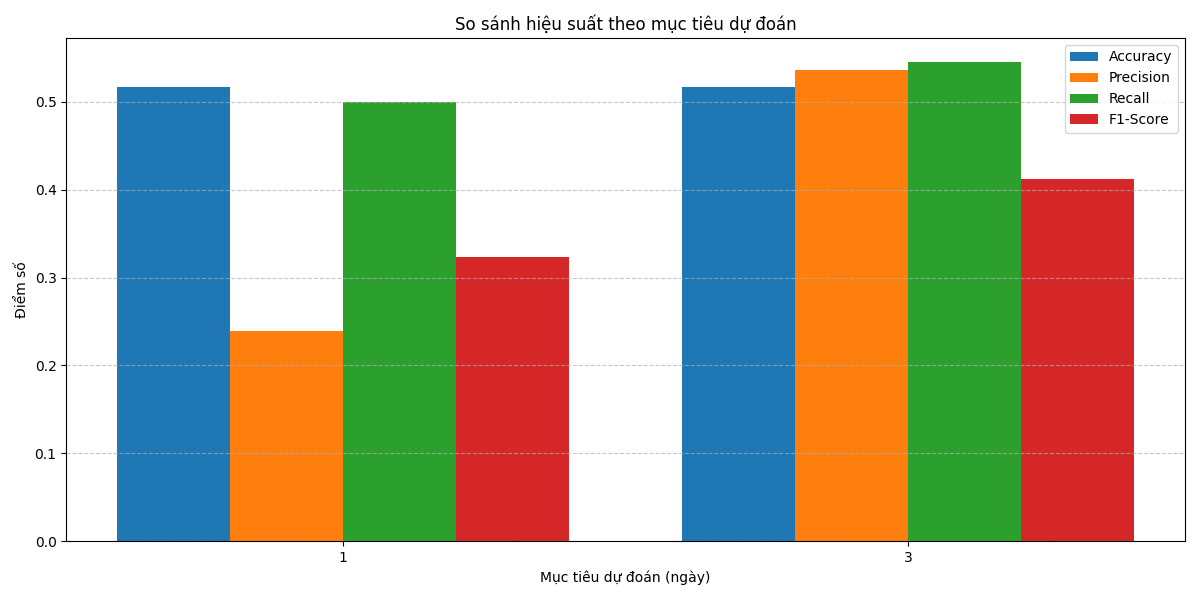 So sánh hiệu suất theo mục tiêu dự đoán
Accuracy
Precision
Recall
F1-Score
Điểm số
0.5
0.4
0.3
0.2
0.1
0.0
1
3
Mục tiêu dự đoán (ngày)